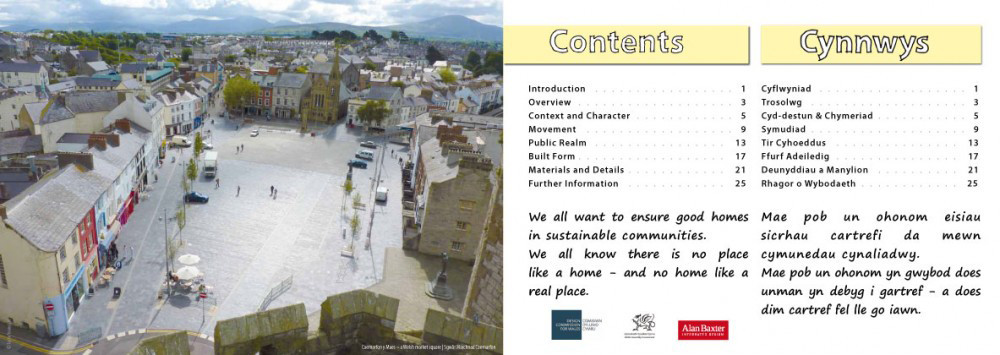 Contents
Introduction 1
Overview 3
Context and Character 5
Movement 9
Public Realm 13
Built Form 17
Materials and Details 21
Further Information 25
We all want to ensure good homes
in sustainable communities.
We all know there is no place
like a home – and no home like a
real place.
Cynnwys
Cyflwyniad 1
Trosolwg 3
Cyd-destun & Chymeriad 5
Symudiad 9
Tir Cyhoeddus 13
Ffurf Adeiledig 17
Deunyddiau a Manylion 21
Rhagor o Wybodaeth 25
Mae pob un ohonom eisiau
sicrhau cartrefi da mewn
cymunedau cynaliadwy.
Mae pob un ohonom yn gwybod does
unman yn debyg i gartref – a does
dim cartref fel lle go iawn.
DESIGN
COMMISSION
FOR WALES
COMISIWN
DYLUNIO
CYMRU
Alan Baxter